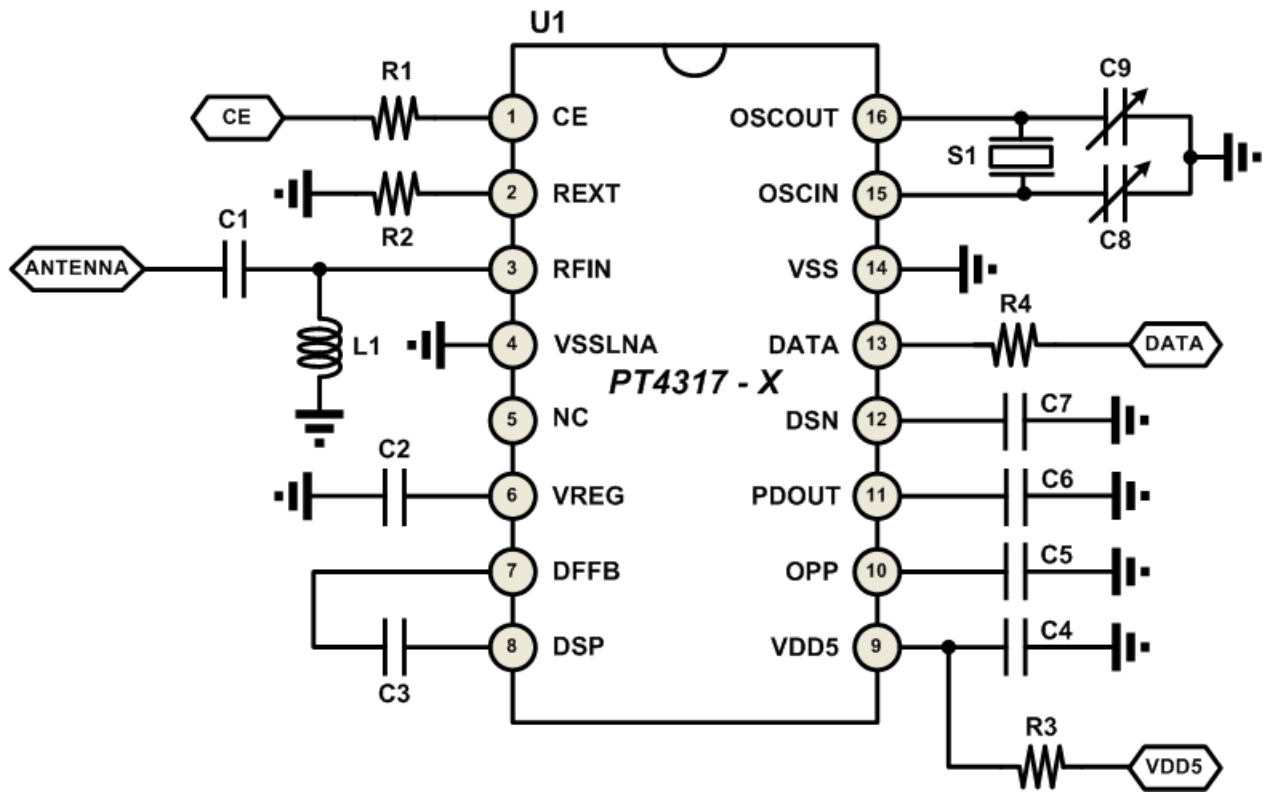 U1
R1
CE
1
CE
R2
2
REXT
C1
ANTENNA
3
RFIN
L1
4
VSSLNA
5
NC
C2
6
VREG
7
DFFB
C3
8
DSP
PT4317 - X
OSCOUT
16
C9
S1
OSCIN
15
C8
VSS
14
R4
DATA
13
DATA
DSN
12
C7
PDOUT
11
C6
OPP
10
C5
VDD5
9
C4
R3
VDD5